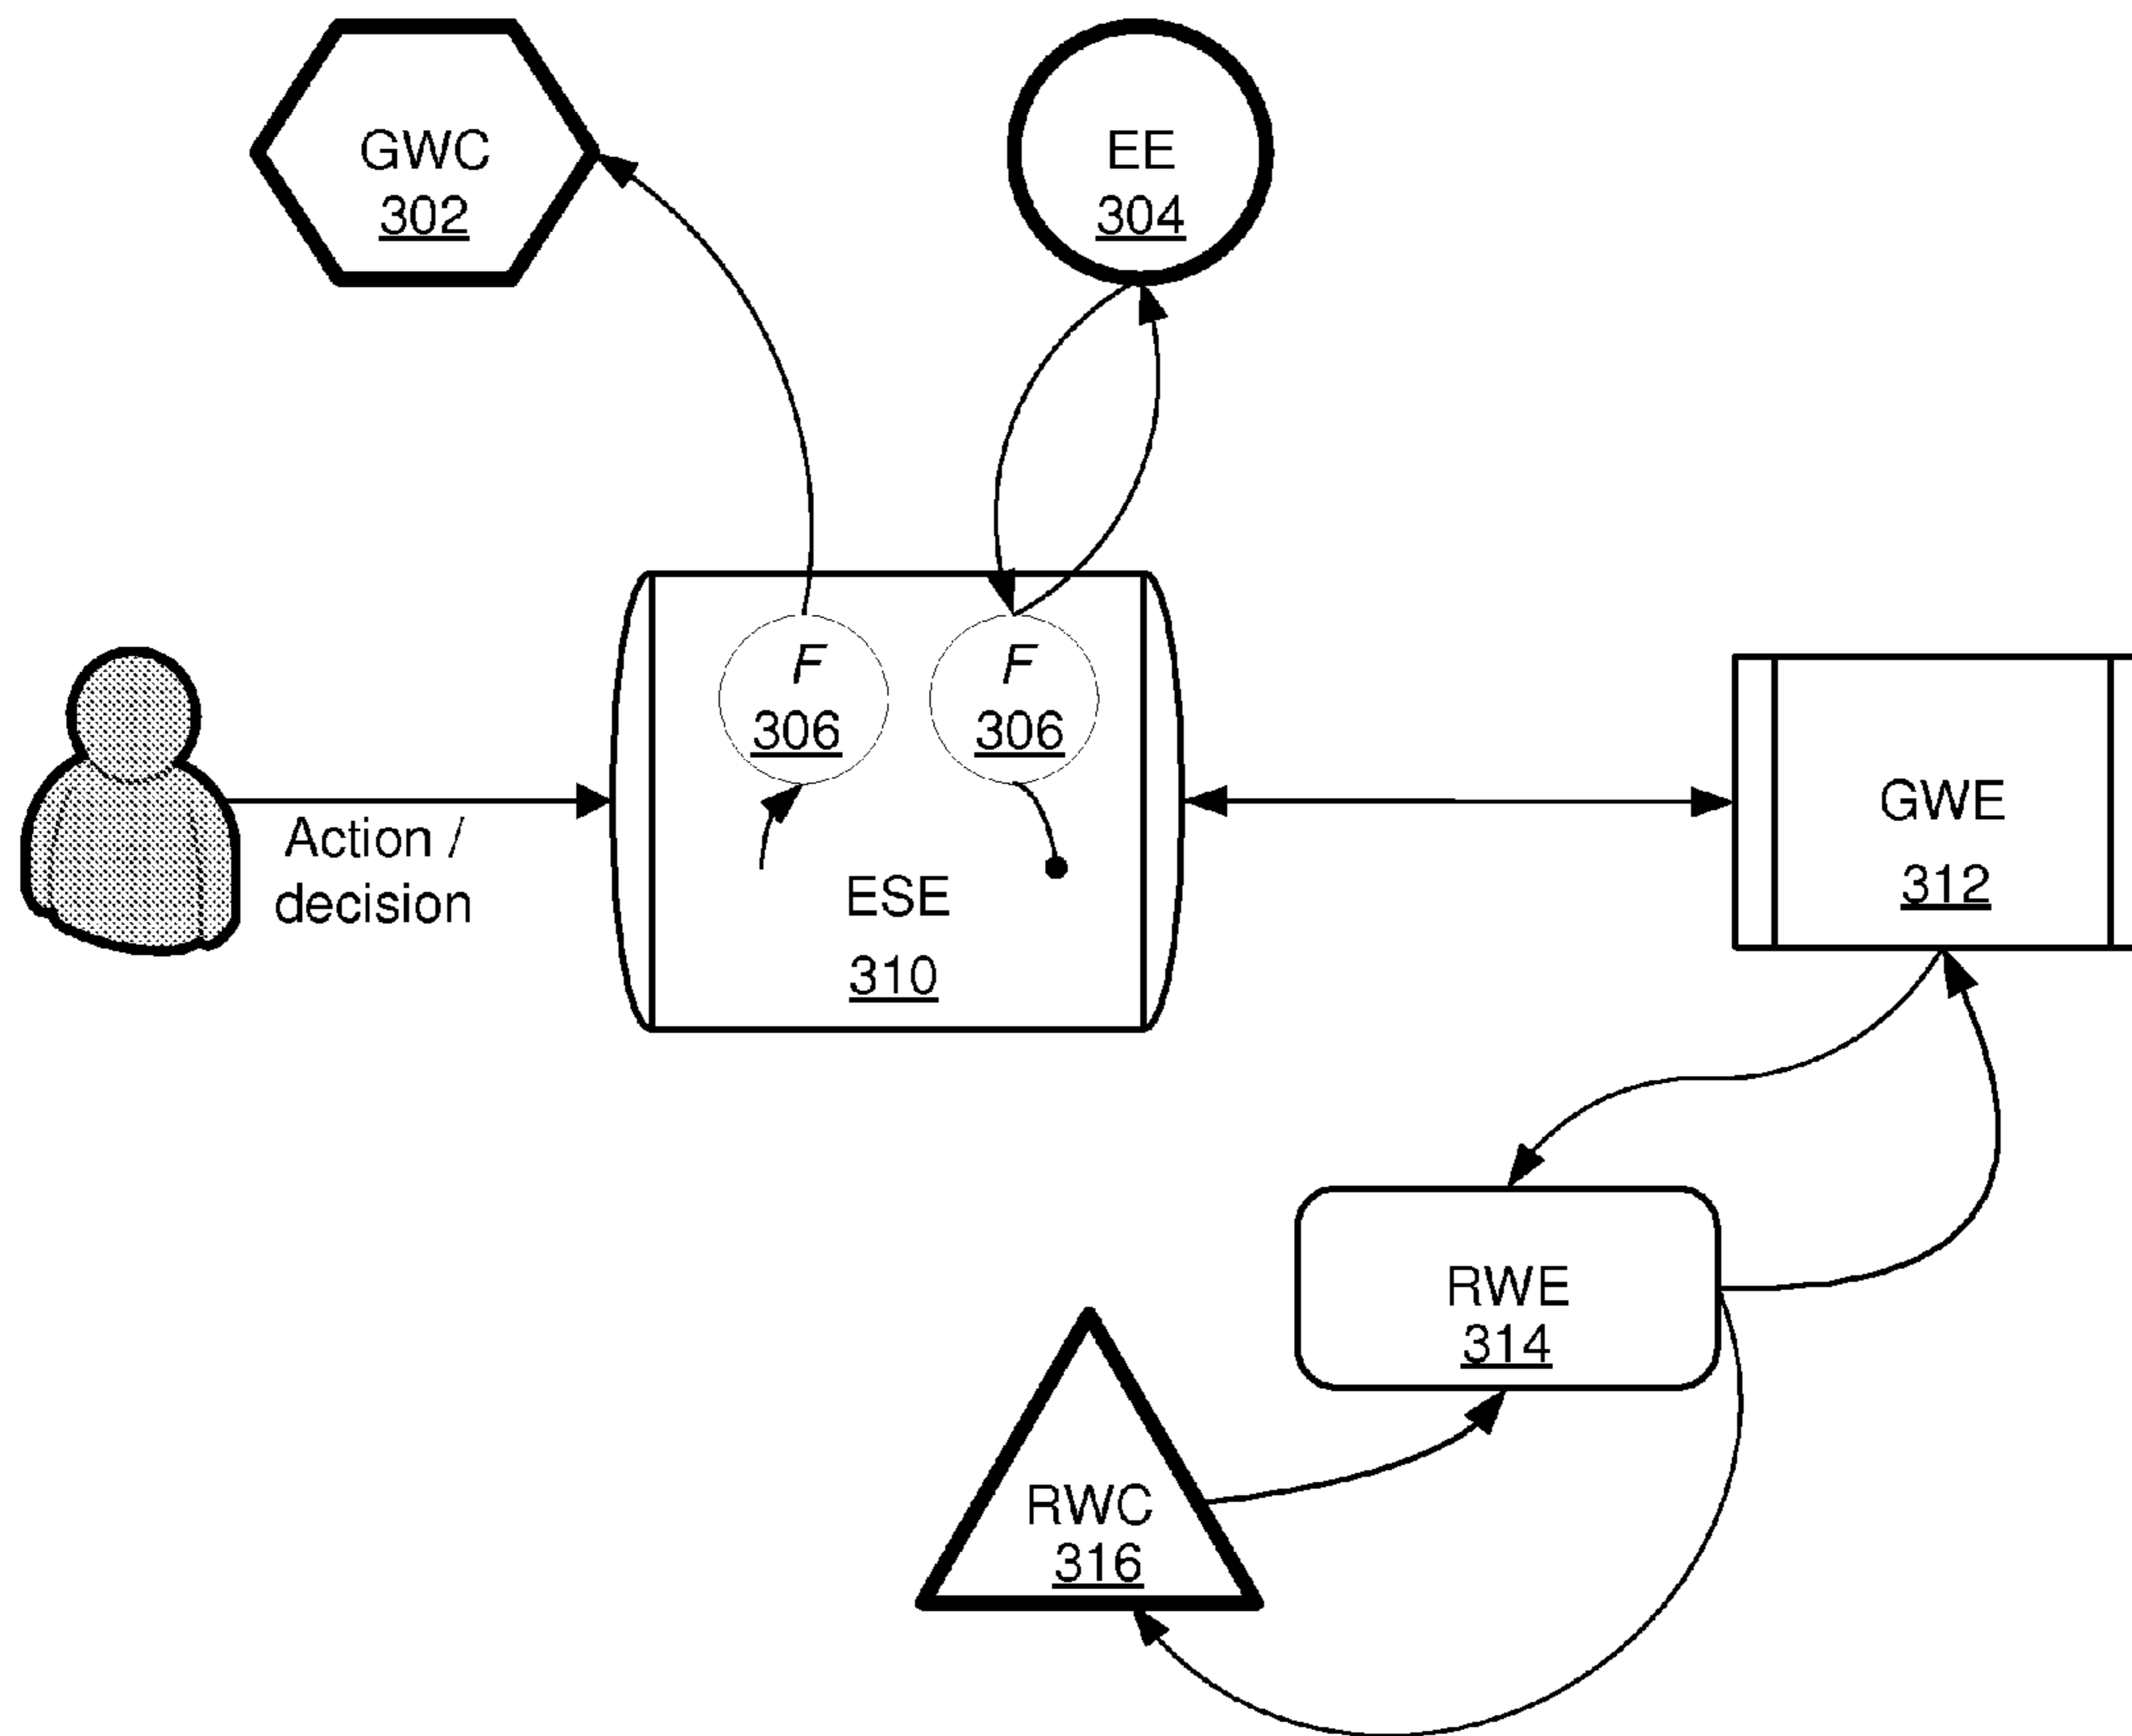 GWC
302
EE
304
F
306
F
306
Action /
decision
ESE
310
GWE
312
RWE
314
RWC
316